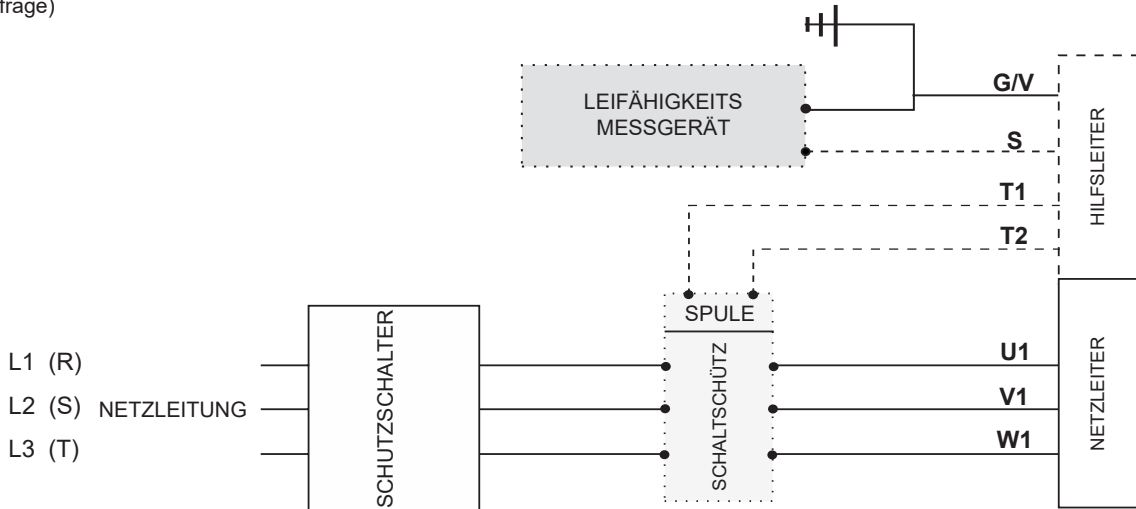 frage)
LEIFÄHIGKEITS
MESSGERÄT
G/V
S
T1
T2
HILFSLEITER
SPULE
SCHUTZSCHALTER
SCHALTSCHÜTZ
L1 (R)
L2 (S) NETZLEITUNG
L3 (T)
U1
V1
W1
NETZLEITER